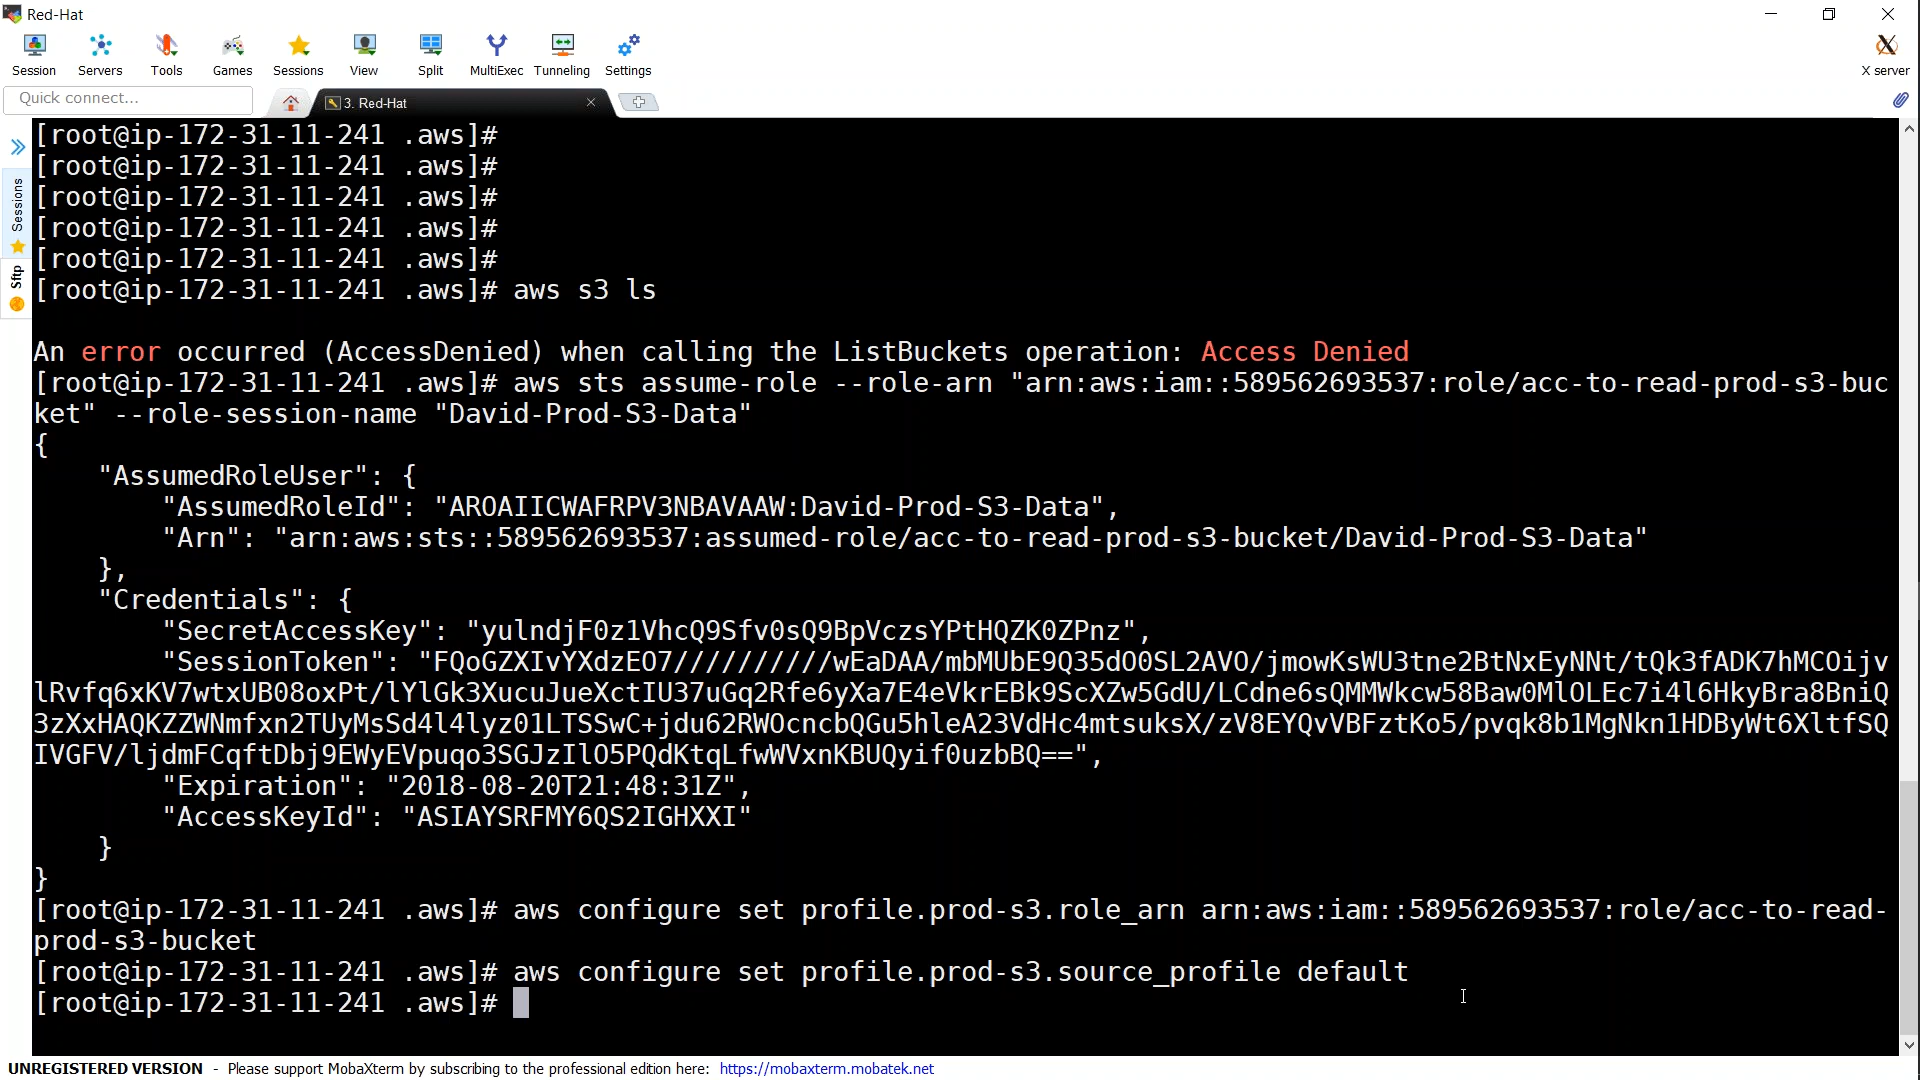 Red-Hat
Session Servers Tools Games Sessions View Split MultiExec Tunneling Settings X server
Quick connect...
3. Red-Hat
Sessions
Sftp
[root@ip-172-31-11-241 .aws]#
[root@ip-172-31-11-241 .aws]#
[root@ip-172-31-11-241 .aws]#
[root@ip-172-31-11-241 .aws]#
[root@ip-172-31-11-241 .aws]#
[root@ip-172-31-11-241 .aws]# aws s3 ls
An error occurred (AccessDenied) when calling the ListBuckets operation: Access Denied
[root@ip-172-31-11-241 .aws]# aws sts assume-role --role-arn "arn:aws:iam::589562693537:role/acc-to-read-prod-s3-buc
ket" --role-session-name "David-Prod-S3-Data"
{
    "AssumedRoleUser": {
        "AssumedRoleId": "AROAIICWAFRPV3NBAVAAW:David-Prod-S3-Data",
        "Arn": "arn:aws:sts::589562693537:assumed-role/acc-to-read-prod-s3-bucket/David-Prod-S3-Data"
    },
    "Credentials": {
        "SecretAccessKey": "yulndjF0z1VhcQ9Sfv0sQ9BpVczsYPtHQZK0ZPnz",
        "SessionToken": "FQoGZXIvYXdzEO7//////////wEaDAA/mbMUbE9Q35dO0SL2AVO/jmowKsWU3tne2BtNxEyNNt/tQk3fADK7hMCOijv
lRvfq6xKV7wtxUB08oxPt/lYlGk3XucuJueXctIU37uGq2Rfe6yXa7E4eVkrEBk9ScXZw5GdU/LCdne6sQMMWkcw58Baw0MlOLEc7i4l6HkyBra8BniQ
3zXxHAQKZZWNmfxn2TUyMsSd4l4lyz01LTSSwC+jdu62RWOcncbQGu5hleA23VdHc4mtsuksX/zV8EYQvVBFztKo5/pvqk8b1MgNkn1HDByWt6XltfSQ
IVGFV/ljdmFCqftDbj9EWyEVpuqo3SGJzIlO5PQdKtqLfwWVxnKBUQyif0uzbBQ==",
        "Expiration": "2018-08-20T21:48:31Z",
        "AccessKeyId": "ASIAYSRFMY6QS2IGHXXI"
    }
}
[root@ip-172-31-11-241 .aws]# aws configure set profile.prod-s3.role_arn arn:aws:iam::589562693537:role/acc-to-read-
prod-s3-bucket
[root@ip-172-31-11-241 .aws]# aws configure set profile.prod-s3.source_profile default
[root@ip-172-31-11-241 .aws]#
UNREGISTERED VERSION - Please support MobaXterm by subscribing to the professional edition here: https://mobaxterm.mobatek.net